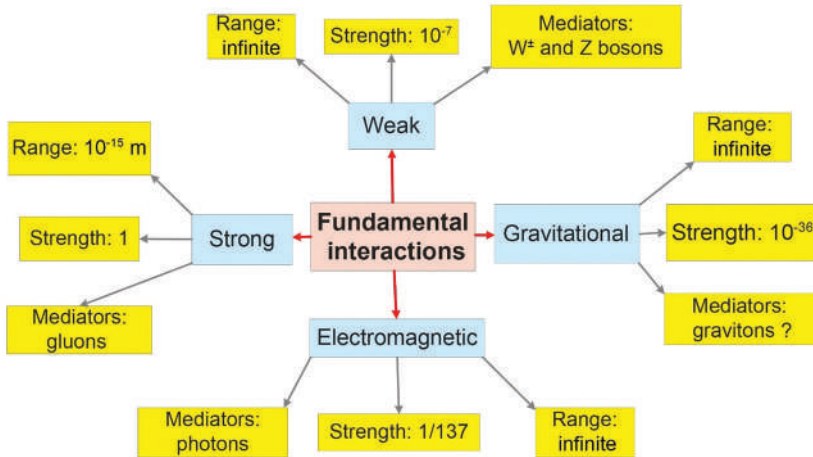 Range:
infinite
Strength: 10⁻⁷
Mediators:
W± and Z bosons
Weak
Range: 10⁻¹⁵ m
Strength: 1
Mediators:
gluons
Strong
Fundamental
interactions
Gravitational
Range:
infinite
Strength: 10⁻³⁶
Mediators:
gravitons ?
Electromagnetic
Mediators:
photons
Strength: 1/137
Range:
infinite